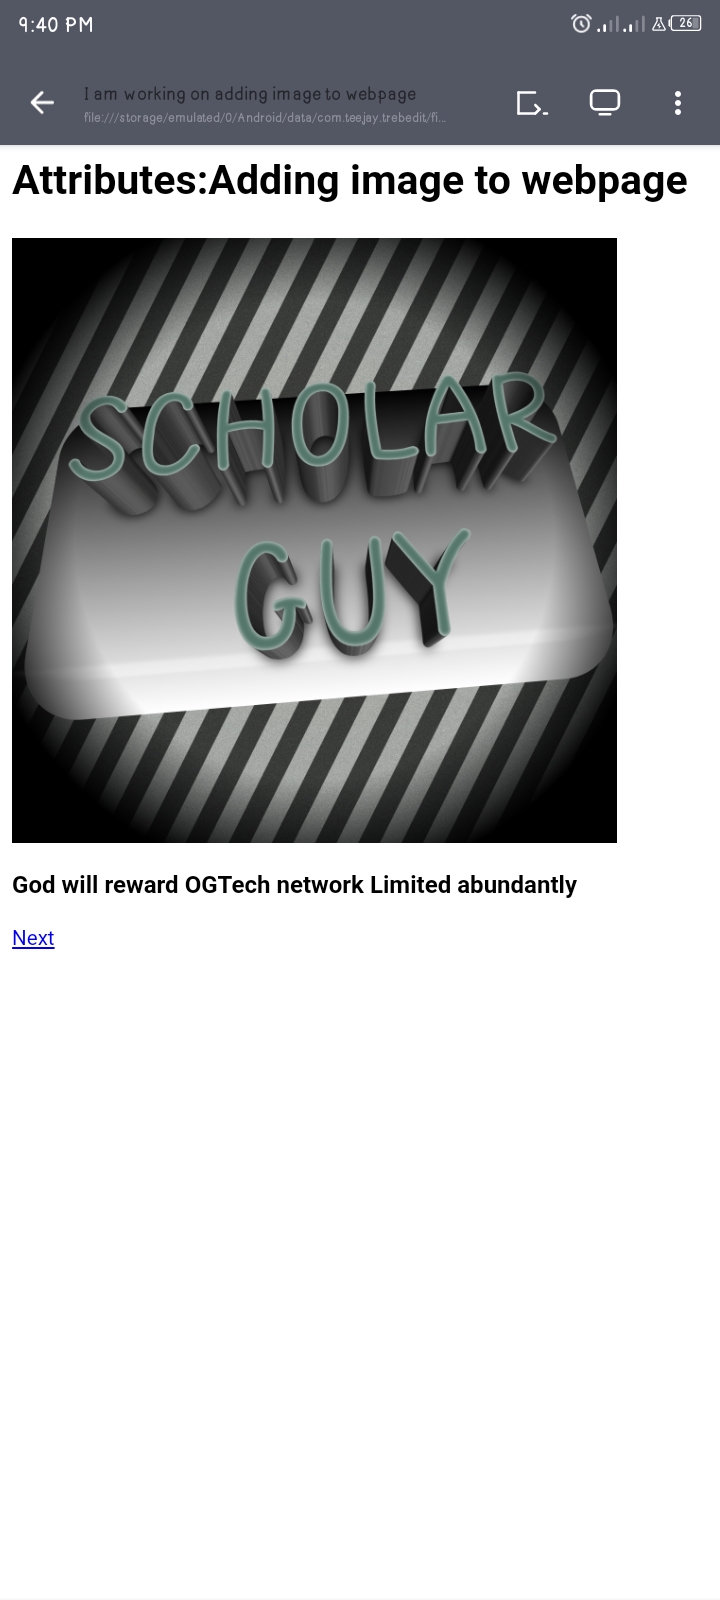 9:40 PM
26
I am working on adding image to webpage
file:///storage/emulated/0/Android/data/com.teejay.trebedit/fi...
Attributes:Adding image to webpage
SCHOLAR
GUY
God will reward OGTech network Limited abundantly
Next